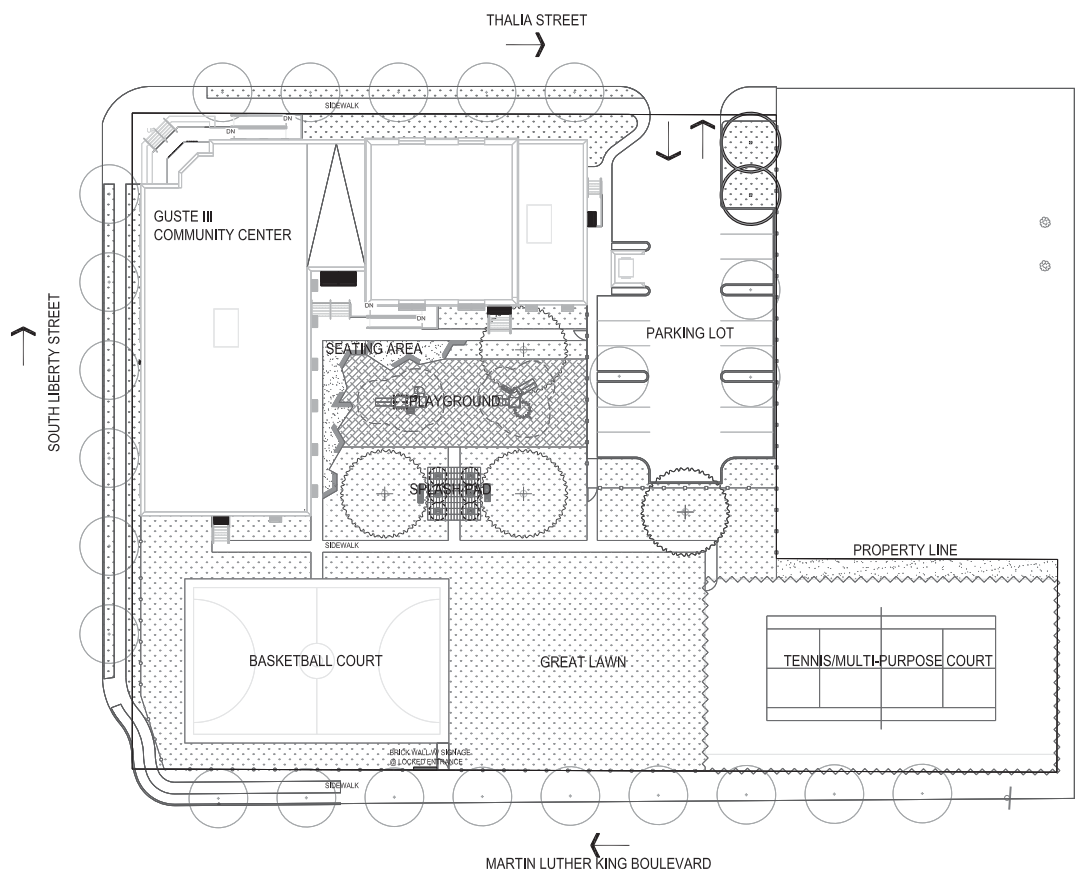 THALIA STREET
SIDEWALK
DN
DN
GUSTE III
COMMUNITY CENTER
SOUTH LIBERTY STREET
DN
DN
SEATING AREA
PARKING LOT
PLAYGROUND
SPLASH PAD
SIDEWALK
PROPERTY LINE
BASKETBALL COURT
GREAT LAWN
TENNIS/MULTI-PURPOSE COURT
BRICK WALL W/ SIGNAGE
@ LOCKED ENTRANCE
SIDEWALK
MARTIN LUTHER KING BOULEVARD